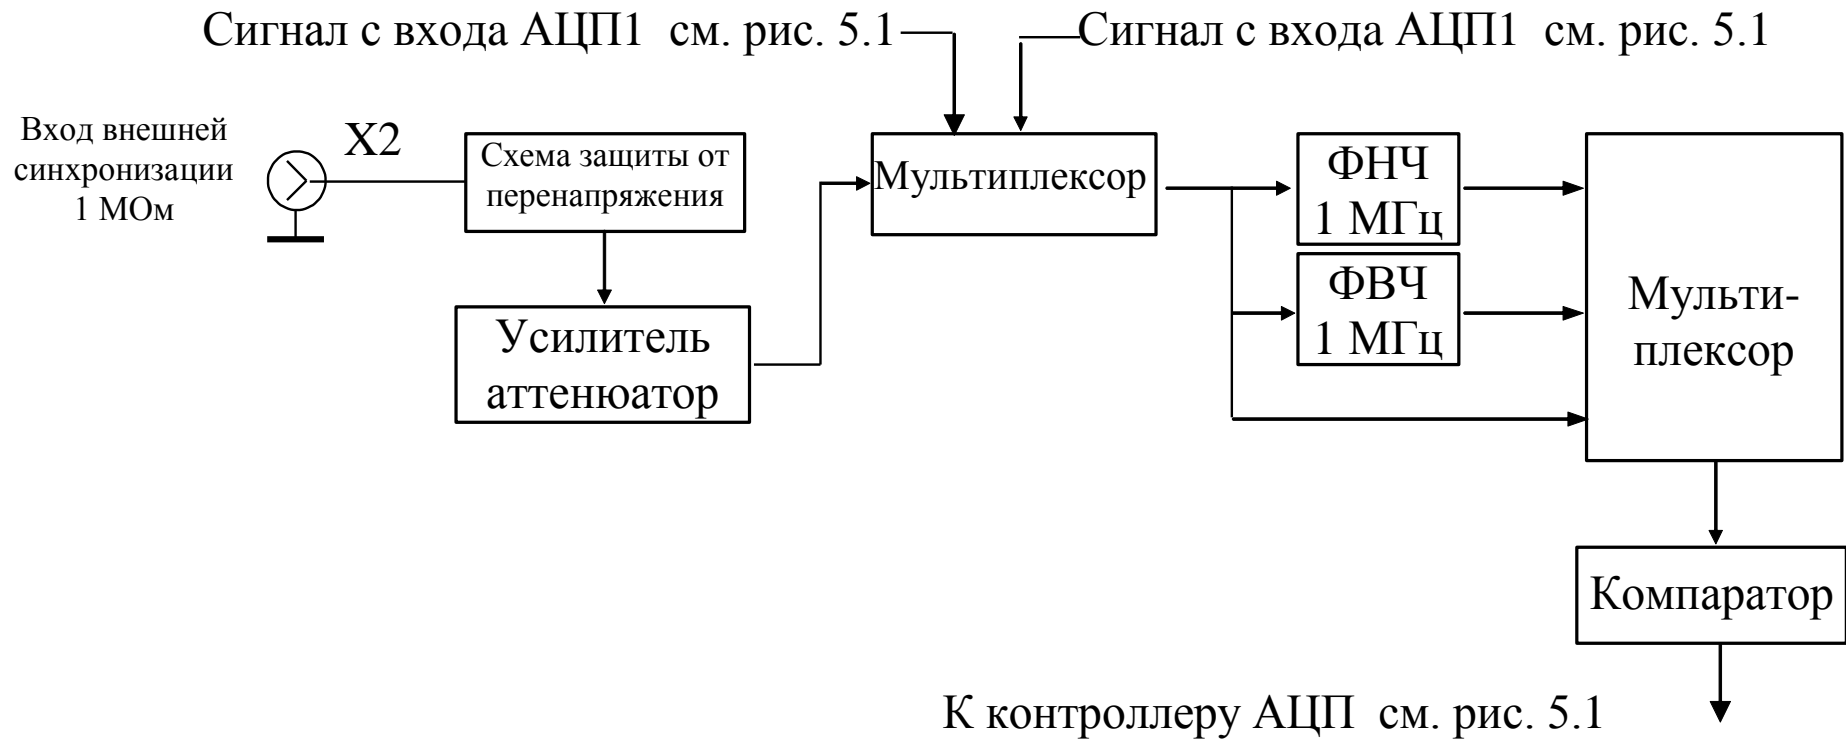 Сигнал с входа АЦП1 см. рис. 5.1
Сигнал с входа АЦП1 см. рис. 5.1
Вход внешней
синхронизации
1 МОм
Х2
Схема защиты от
перенапряжения
Усилитель
аттенюатор
Мультиплексор
ФНЧ
1 МГц
ФВЧ
1 МГц
Мульти-
плексор
Компаратор
К контроллеру АЦП см. рис. 5.1